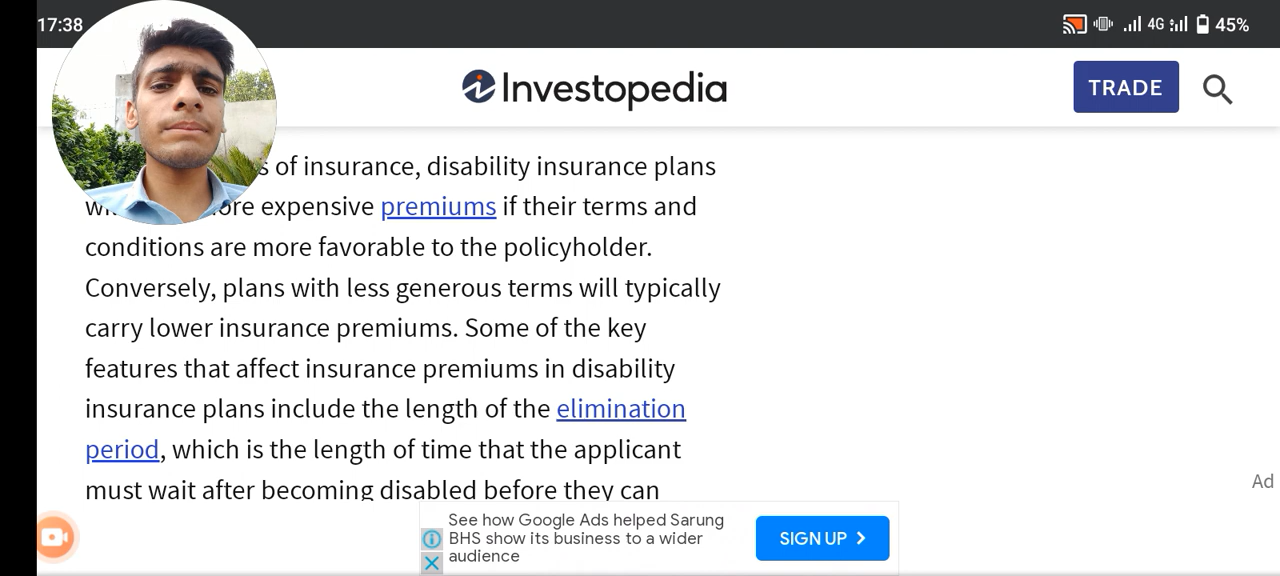 17:38
4G
45%
Investopedia
TRADE
s of insurance, disability insurance plans
ore expensive premiums if their terms and
conditions are more favorable to the policyholder.
Conversely, plans with less generous terms will typically
carry lower insurance premiums. Some of the key
features that affect insurance premiums in disability
insurance plans include the length of the elimination
period, which is the length of time that the applicant
must wait after becoming disabled before they can
Ad
See how Google Ads helped Sarung
BHS show its business to a wider
audience
SIGN UP